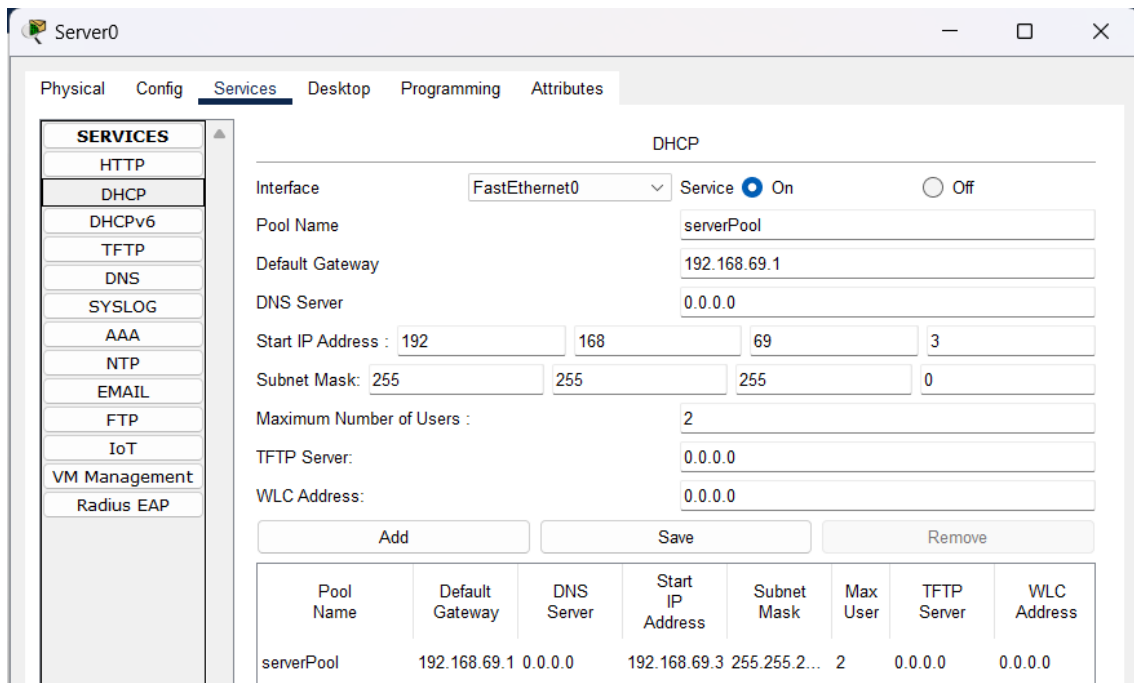 Server0
Physical Config Services Desktop Programming Attributes
SERVICES
HTTP
DHCP
DHCPv6
TFTP
DNS
SYSLOG
AAA
NTP
EMAIL
FTP
IoT
VM Management
Radius EAP
DHCP
Interface FastEthernet0 Service On Off
Pool Name serverPool
Default Gateway 192.168.69.1
DNS Server 0.0.0.0
Start IP Address : 192 168 69 3
Subnet Mask: 255 255 255 0
Maximum Number of Users : 2
TFTP Server: 0.0.0.0
WLC Address: 0.0.0.0
Add Save Remove
Pool Name Default Gateway DNS Server Start IP Address Subnet Mask Max User TFTP Server WLC Address
serverPool 192.168.69.1 0.0.0.0 192.168.69.3 255.255.2... 2 0.0.0.0 0.0.0.0